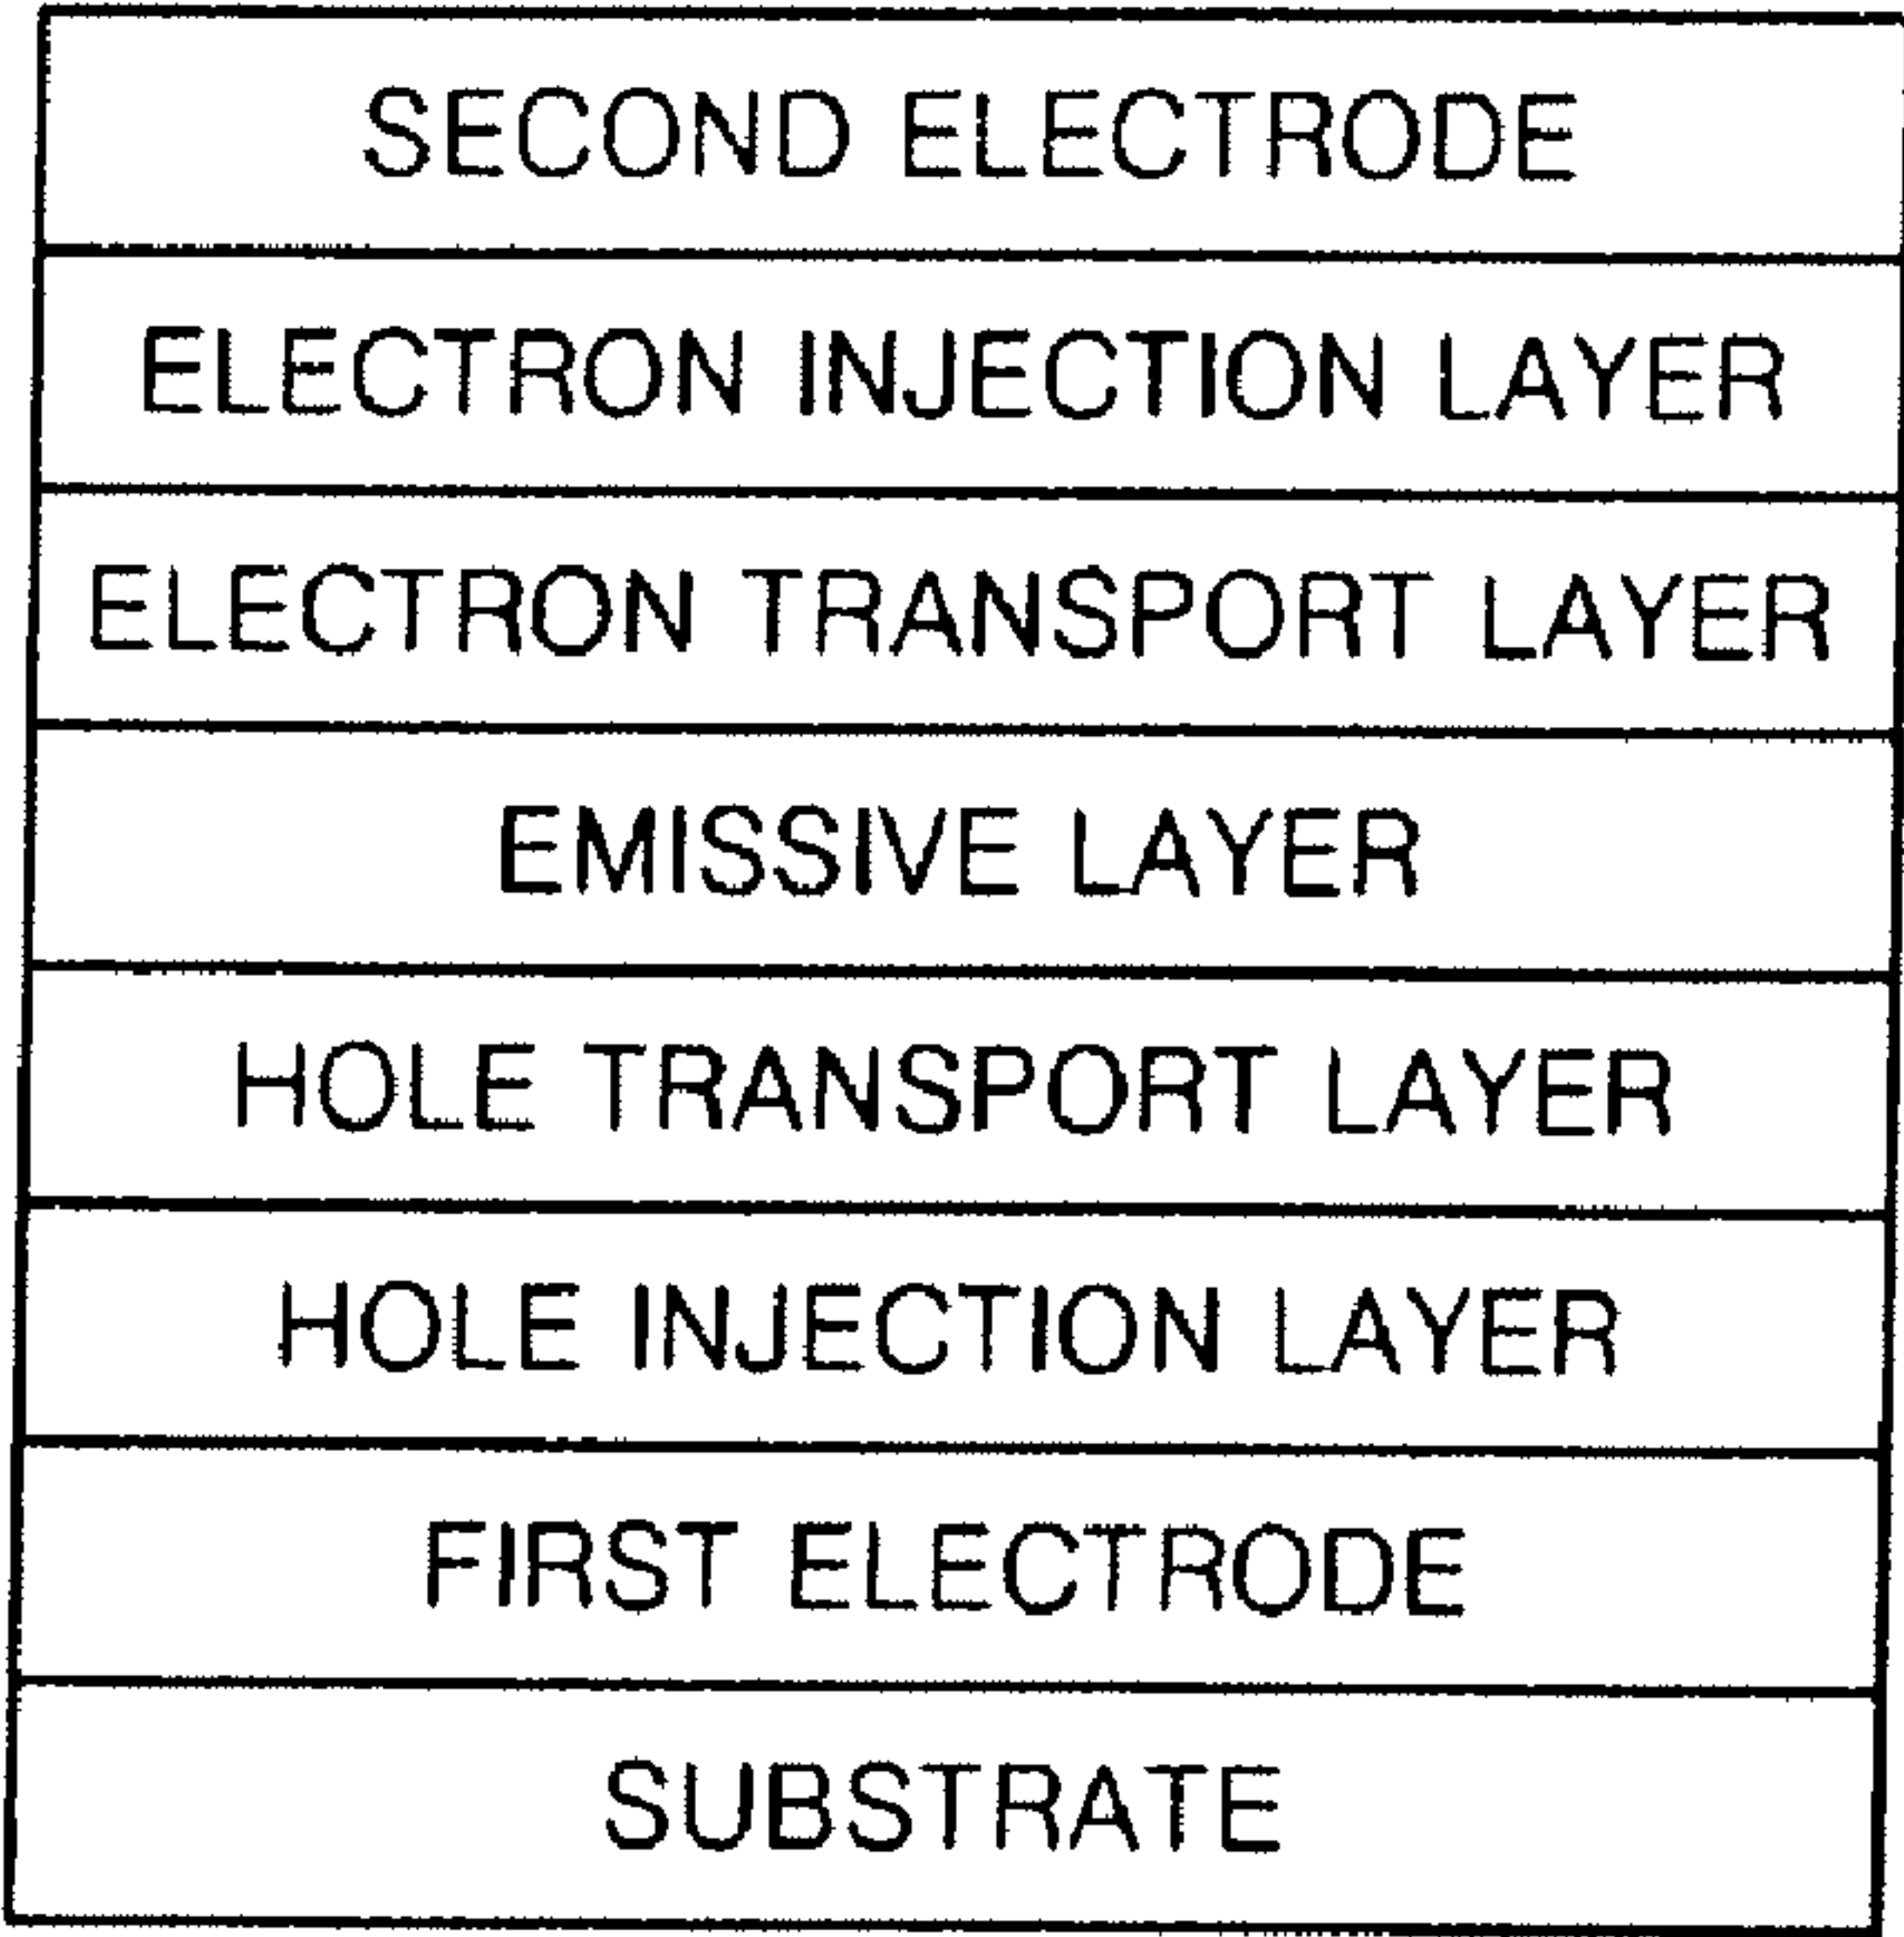 SECOND ELECTRODE
ELECTRON INJECTION LAYER
ELECTRON TRANSPORT LAYER
EMISSIVE LAYER
HOLE TRANSPORT LAYER
HOLE INJECTION LAYER
FIRST ELECTRODE
SUBSTRATE